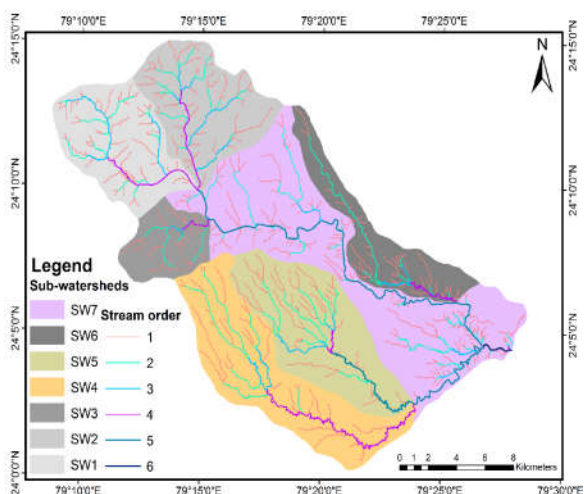 79°10'0"E 79°15'0"E 79°20'0"E 79°25'0"E
24°15'0"N 24°15'0"N
N
24°10'0"N 24°10'0"N
Legend
Sub-watersheds
SW7 Stream order
SW6 1
24°5'0"N 24°5'0"N
SW5 2
SW4 3
SW3 4
SW2 5
SW1 6
0 1 2 4 6 8
Kilometers
24°0'0"N
79°10'0"E 79°15'0"E 79°20'0"E 79°25'0"E 79°30'0"E